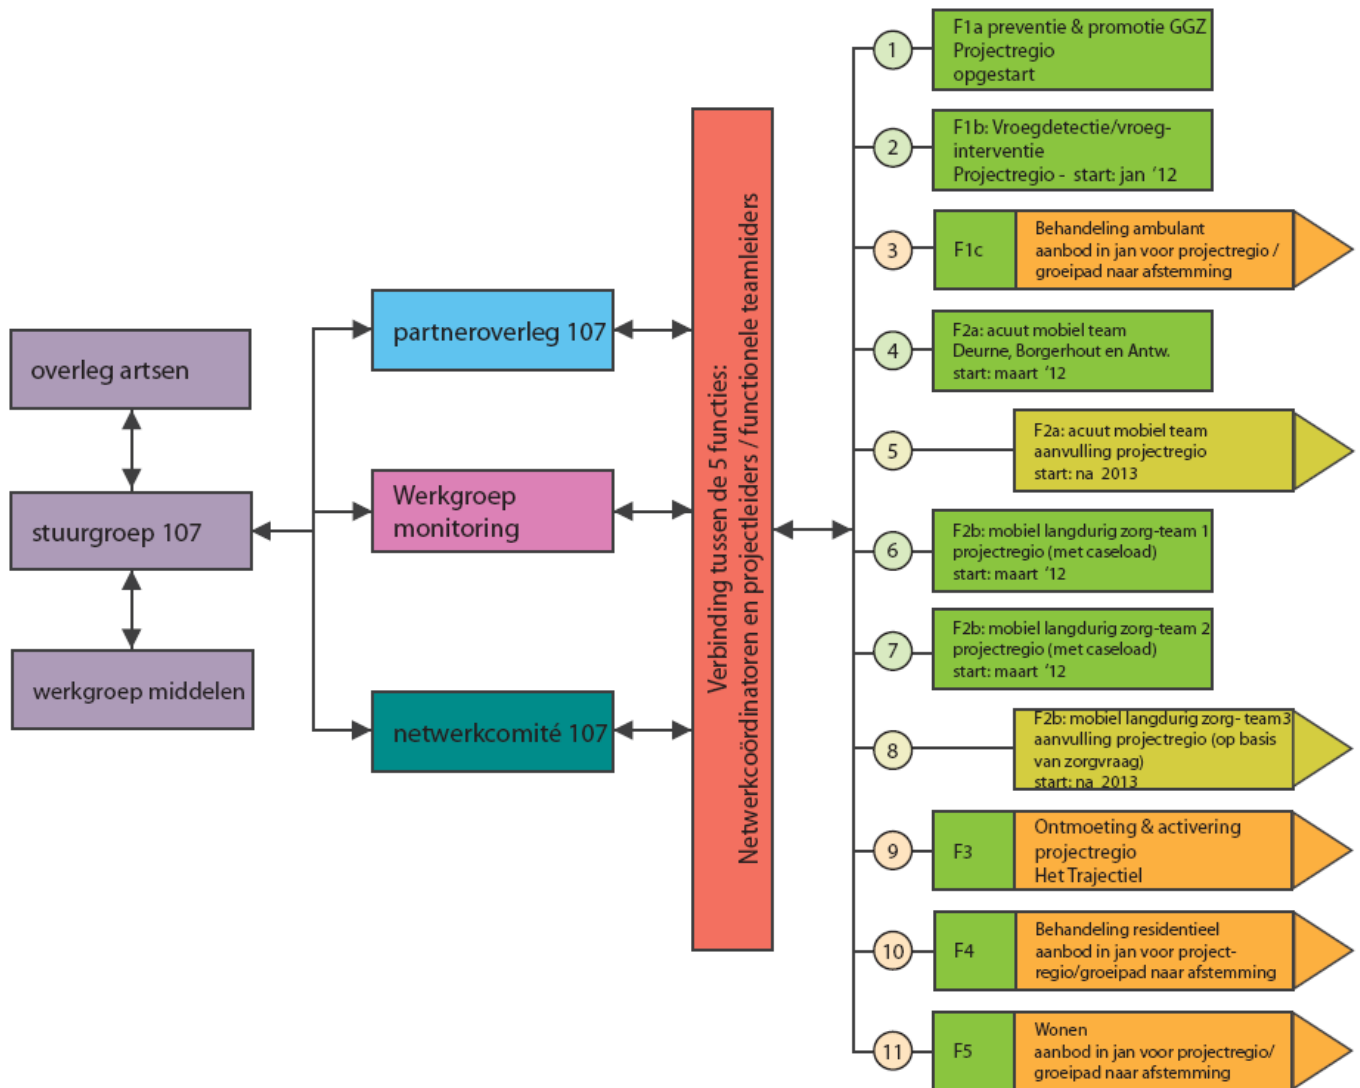 overleg artsen
stuurgroep 107
werkgroep middelen
partneroverleg 107
Werkgroep
monitoring
netwerkcomité 107
Verbinding tussen de 5 functies:
Netwerkcoördinatoren en projectleiders / functionele teamleiders
1
F1a preventie & promotie GGZ
Projectregio
opgestart
2
F1b: Vroegdetectie/vroeg-
interventie
Projectregio - start: jan '12
3
F1c
Behandeling ambulant
aanbod in jan voor projectregio /
groeipad naar afstemming
4
F2a: acuut mobiel team
Deurne, Borgerhout en Antw.
start: maart '12
5
F2a: acuut mobiel team
aanvulling projectregio
start: na 2013
6
F2b: mobiel langdurig zorg-team 1
projectregio (met caseload)
start: maart '12
7
F2b: mobiel langdurig zorg-team 2
projectregio (met caseload)
start: maart '12
8
F2b: mobiel langdurig zorg- team3
aanvulling projectregio (op basis
van zorgvraag)
start: na 2013
9
F3
Ontmoeting & activering
projectregio
Het Trajectiel
10
F4
Behandeling residentieel
aanbod in jan voor project-
regio/groeipad naar afstemming
11
F5
Wonen
aanbod in jan voor projectregio/
groeipad naar afstemming